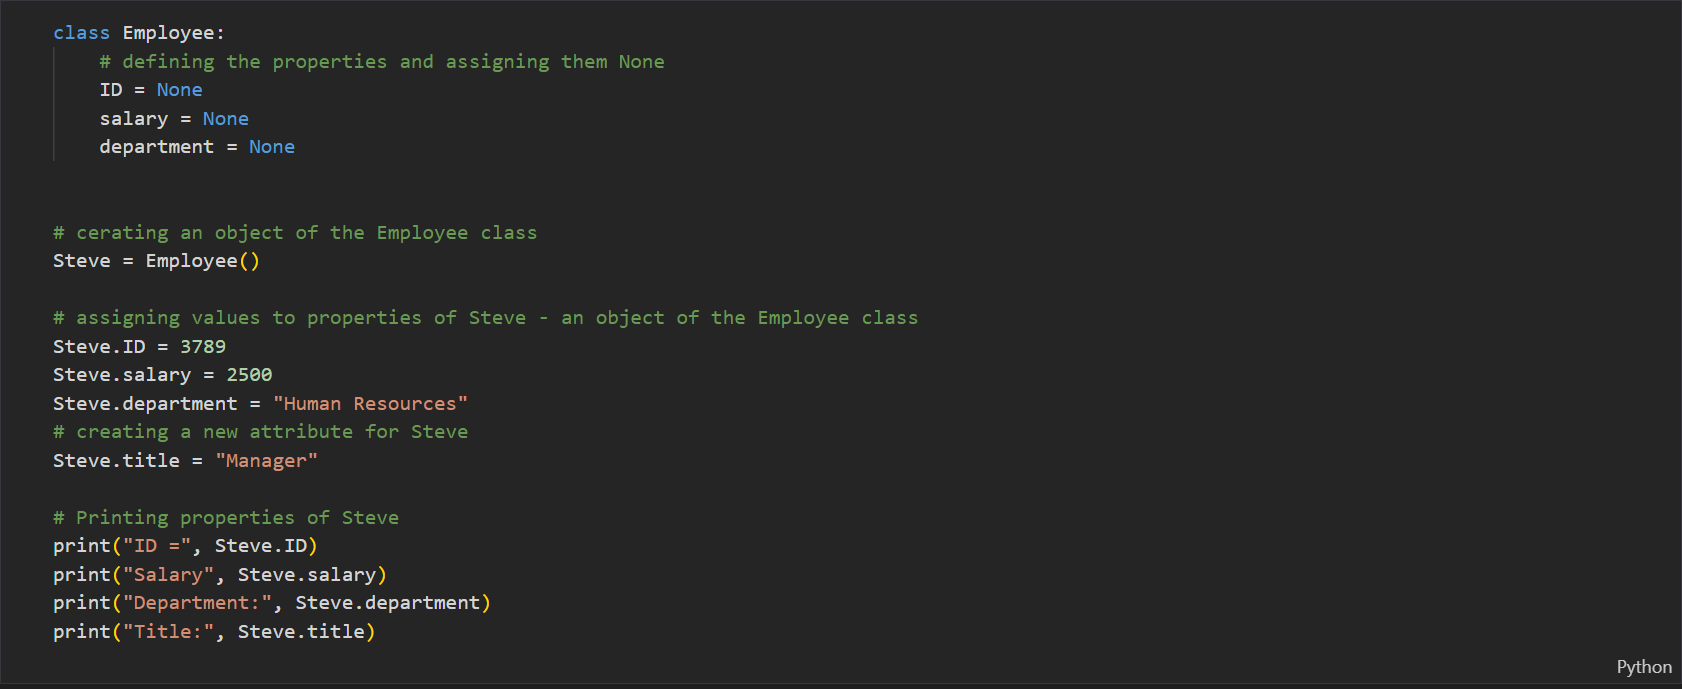 class Employee:
    # defining the properties and assigning them None
    ID = None
    salary = None
    department = None
# cerating an object of the Employee class
Steve = Employee()
# assigning values to properties of Steve - an object of the Employee class
Steve.ID = 3789
Steve.salary = 2500
Steve.department = "Human Resources"
# creating a new attribute for Steve
Steve.title = "Manager"
# Printing properties of Steve
print("ID =", Steve.ID)
print("Salary", Steve.salary)
print("Department:", Steve.department)
print("Title:", Steve.title)
Python